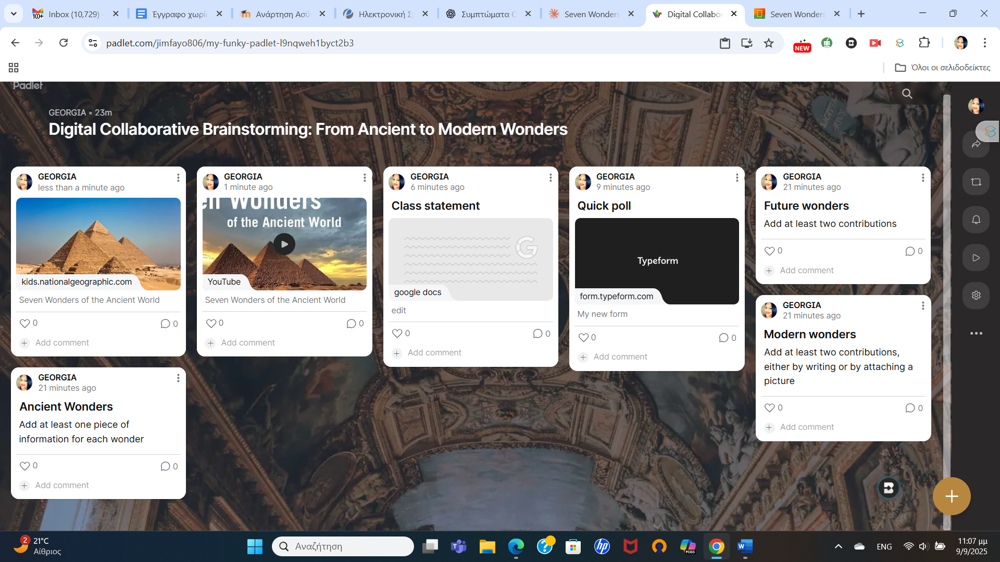 Inbox (10,729)
Έγγραφο χωρί
Ανάρτηση Ασύ
Ηλεκτρονική Σχ
Συμπτώματα C
Seven Wonders
Digital Collabor
Seven Wonders
padlet.com/jimfayo806/my-funky-padlet-l9nqweh1byct2b3
NEW
Όλοι οι σελιδοδείκτες
Padlet
GEORGIA • 23m
Digital Collaborative Brainstorming: From Ancient to Modern Wonders
GEORGIA
less than a minute ago
kids.nationalgeographic.com
Seven Wonders of the Ancient World
0
0
Add comment
GEORGIA
21 minutes ago
Ancient Wonders
Add at least one piece of
information for each wonder
0
0
Add comment
GEORGIA
1 minute ago
en Wonders
of the Ancient World
YouTube
Seven Wonders of the Ancient World
0
0
Add comment
GEORGIA
6 minutes ago
Class statement
google docs
edit
0
0
Add comment
GEORGIA
9 minutes ago
Quick poll
Typeform
form.typeform.com
My new form
0
0
Add comment
GEORGIA
21 minutes ago
Future wonders
Add at least two contributions
0
0
Add comment
GEORGIA
21 minutes ago
Modern wonders
Add at least two contributions,
either by writing or by attaching a
picture
0
0
Add comment
2
21°C
Αίθριος
Αναζήτηση
ENG
11:07 μμ
9/9/2025